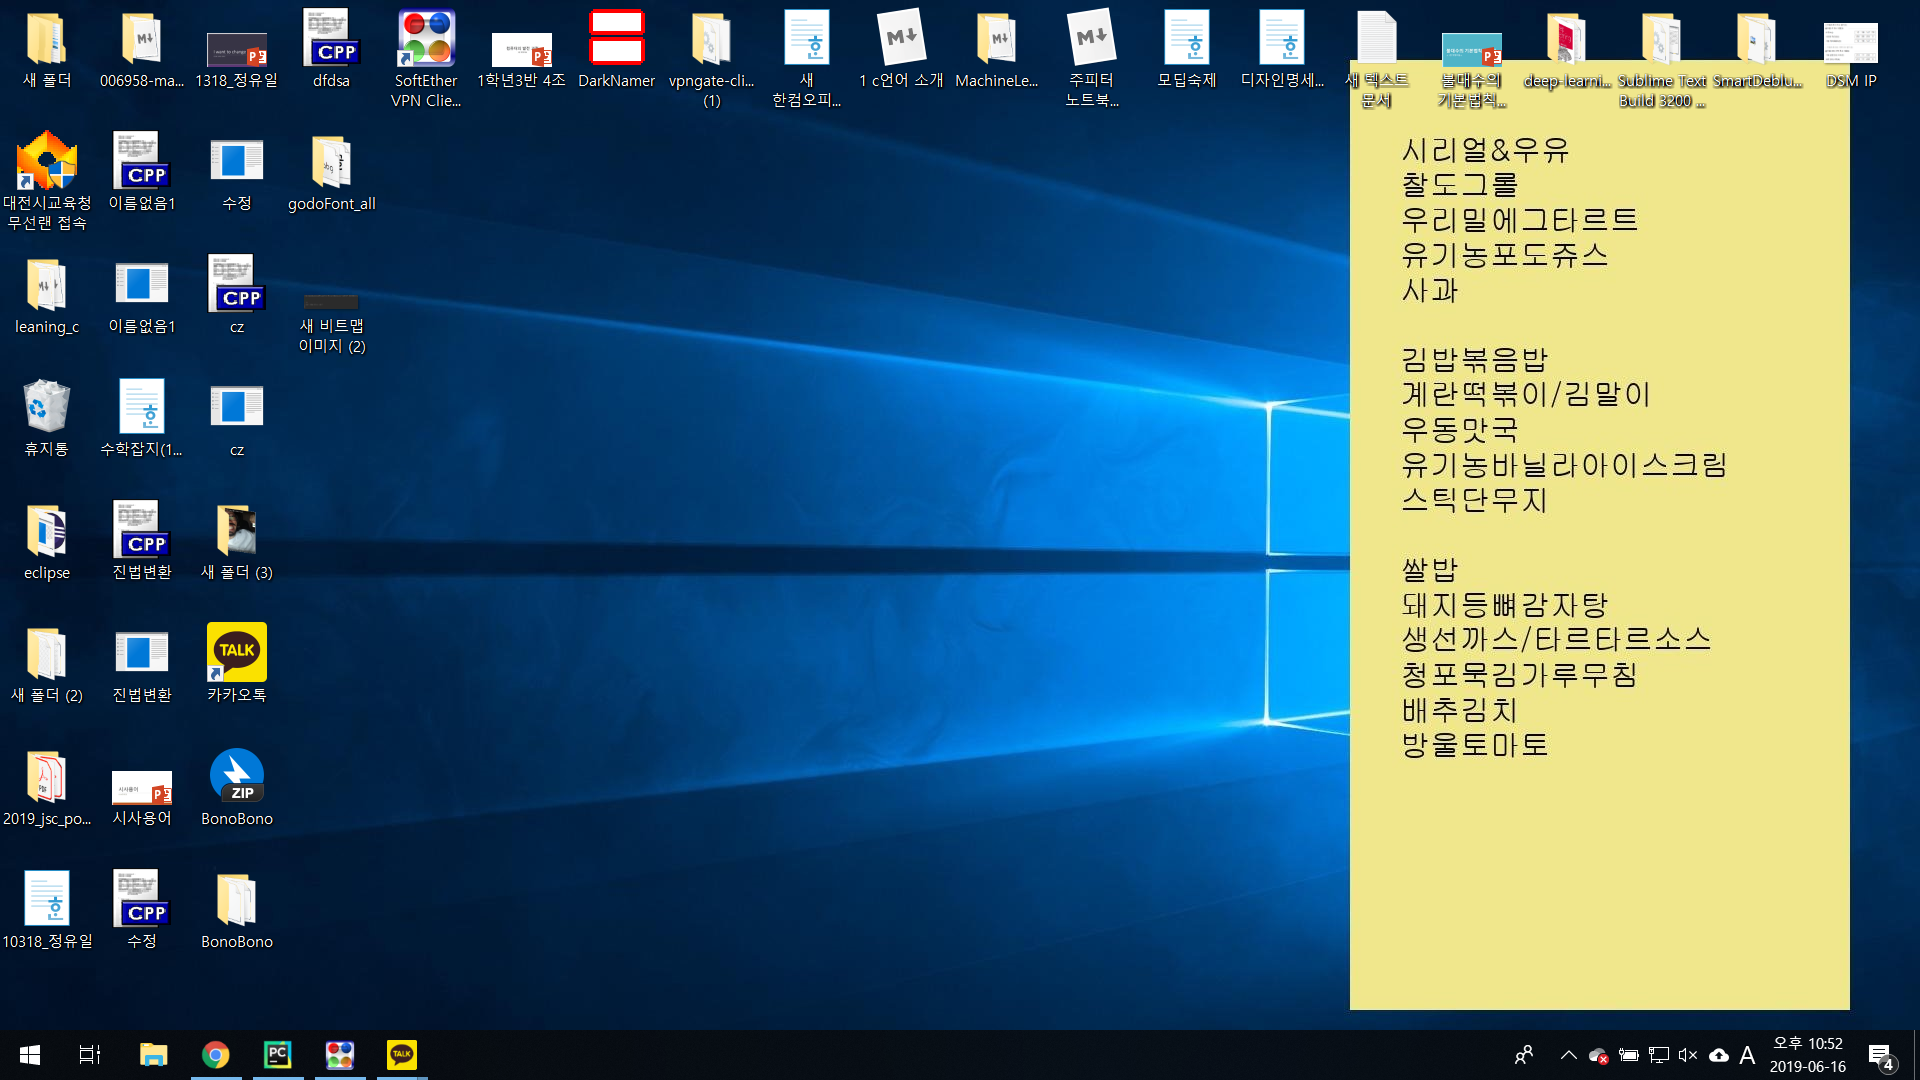 새 폴더
006958-ma...
1318_정유일
dfdsa
SoftEther
VPN Clie...
1학년3반 4조
DarkNamer
vpngate-cli...
(1)
새
한컴오피...
1 c언어 소개
MachineLe...
주피터
노트북...
모딥숙제
디자인명세...
새 텍스트
문서
불대수의
기본법칙...
deep-learni...
Sublime Text
Build 3200 ...
SmartDeblu...
DSM IP
대전시교육청
무선랜 접속
이름없음1
수정
godoFont_all
leaning_c
이름없음1
cz
새 비트맵
이미지 (2)
휴지통
수학잡지(1...
cz
eclipse
진법변환
새 폴더 (3)
새 폴더 (2)
진법변환
TALK
카카오톡
2019_jsc_po...
시사용어
ZIP
BonoBono
10318_정유일
수정
BonoBono
시리얼&우유
찰도그롤
우리밀에그타르트
유기농포도쥬스
사과
김밥볶음밥
계란떡볶이/김말이
우동맛국
유기농바닐라아이스크림
스틱단무지
쌀밥
돼지등뼈감자탕
생선까스/타르타르소스
청포묵김가루무침
배추김치
방울토마토
PC
TALK
A
오후 10:52
2019-06-16
4